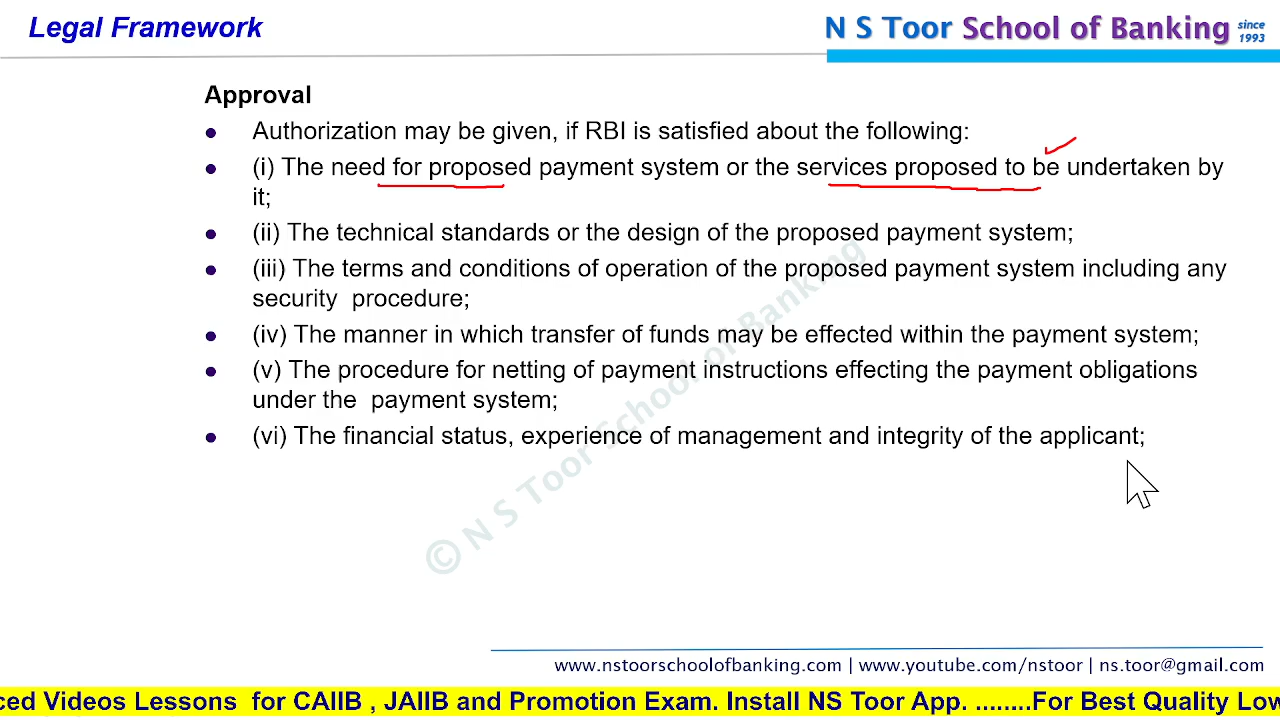 Legal Framework
N S Toor School of Banking since 1993
Approval
Authorization may be given, if RBI is satisfied about the following:
(i) The need for proposed payment system or the services proposed to be undertaken by
it;
(ii) The technical standards or the design of the proposed payment system;
(iii) The terms and conditions of operation of the proposed payment system including any
security procedure;
(iv) The manner in which transfer of funds may be effected within the payment system;
(v) The procedure for netting of payment instructions effecting the payment obligations
under the payment system;
(vi) The financial status, experience of management and integrity of the applicant;
© N S Toor School of Banking
www.nstoorschoolofbanking.com | www.youtube.com/nstoor | ns.toor@gmail.com
ced Videos Lessons for CAIIB , JAIIB and Promotion Exam. Install NS Toor App. ........For Best Quality Low